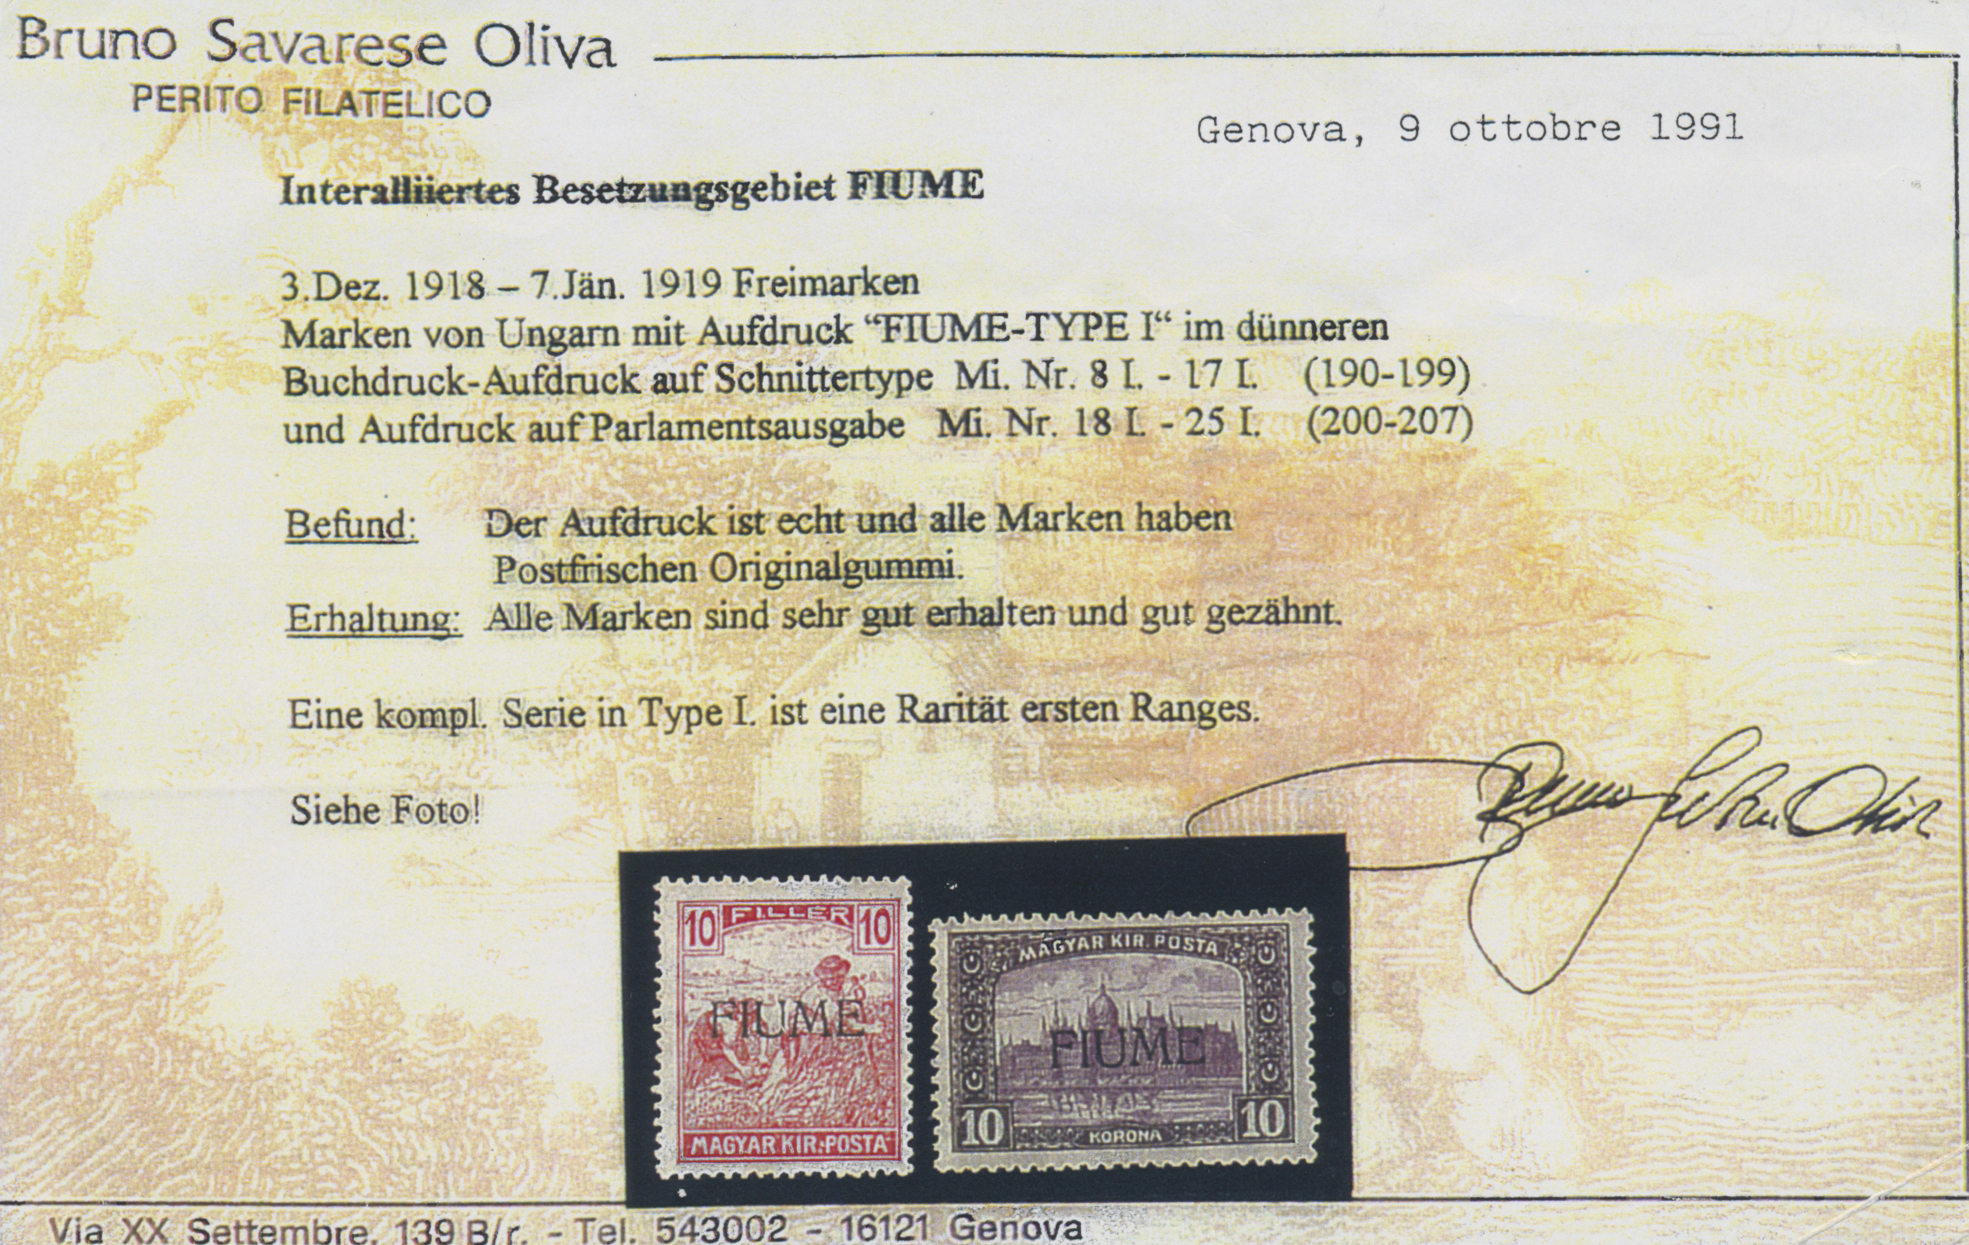 Bruno Savarese Oliva
PERITO FILATELICO
Genova, 9 ottobre 1991
Interalliiertes Besetzungsgebiet FIUME
3.Dez. 1918 – 7.Jän. 1919 Freimarken
Marken von Ungarn mit Aufdruck “FIUME-TYPE I“ im dünneren
Buchdruck-Aufdruck auf Schnittertype Mi. Nr. 8 I. - 17 I. (190-199)
und Aufdruck auf Parlamentsausgabe Mi. Nr. 18 I. - 25 I. (200-207)
Befund: Der Aufdruck ist echt und alle Marken haben
Postfrischen Originalgummi.
Erhaltung: Alle Marken sind sehr gut erhalten und gut gezähnt.
Eine kompl. Serie in Type I. ist eine Rarität ersten Ranges.
Siehe Foto!
Bruno Savarese Oliva
10 FILLER 10
FIUME
MAGYAR KIR. POSTA
MAGYAR KIR. POSTA
FIUME
10 KORONA 10
Via XX Settembre, 139 B/r. - Tel. 543002 - 16121 Genova